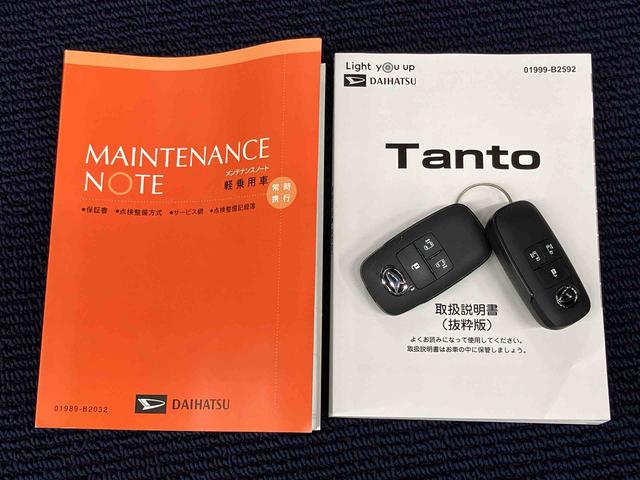 MAINTENANCE
NOTE
メンテナンスノート
軽乗用車
常時
携行
●保証書 ●点検整備方式 ●サービス網 ●点検整備記録簿
01989-B2032
DAIHATSU
Light you up
DAIHATSU
01999-B2592
Tanto
取扱説明書
(抜粋版)
よくお読みになって使用してください。
取扱説明書はお車の中に保管しましょう。